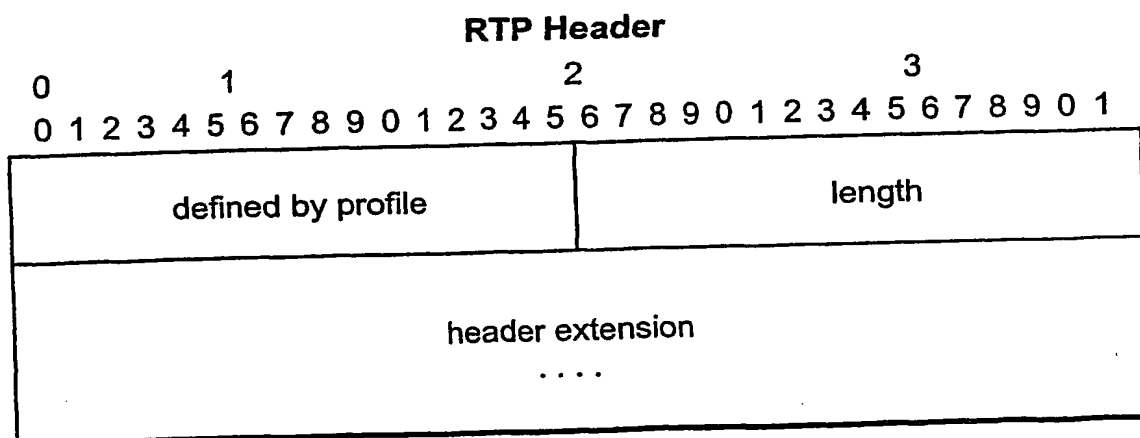 RTP Header
0 1 2 3
0 1 2 3 4 5 6 7 8 9 0 1 2 3 4 5 6 7 8 9 0 1 2 3 4 5 6 7 8 9 0 1
defined by profile length
header extension
. . . .